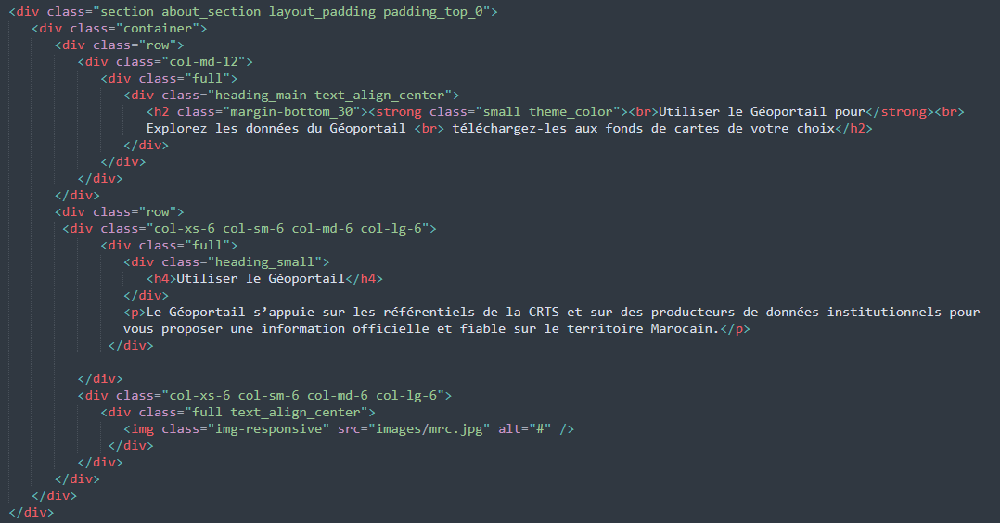 <div class="section about_section layout_padding padding_top_0">
<div class="container">
<div class="row">
<div class="col-md-12">
<div class="full">
<div class="heading_main text_align_center">
<h2 class="margin-bottom_30"><strong class="small theme_color"><br>Utiliser le Géoportail pour</strong><br>
Explorez les données du Géoportail <br> téléchargez-les aux fonds de cartes de votre choix</h2>
</div>
</div>
</div>
</div>
<div class="row">
<div class="col-xs-6 col-sm-6 col-md-6 col-lg-6">
<div class="full">
<div class="heading_small">
<h4>Utiliser le Géoportail</h4>
</div>
<p>Le Géoportail s’appuie sur les référentiels de la CRTS et sur des producteurs de données institutionnels pour
vous proposer une information officielle et fiable sur le territoire Marocain.</p>
</div>
</div>
<div class="col-xs-6 col-sm-6 col-md-6 col-lg-6">
<div class="full text_align_center">
<img class="img-responsive" src="images/mrc.jpg" alt="#" />
</div>
</div>
</div>
</div>
</div>